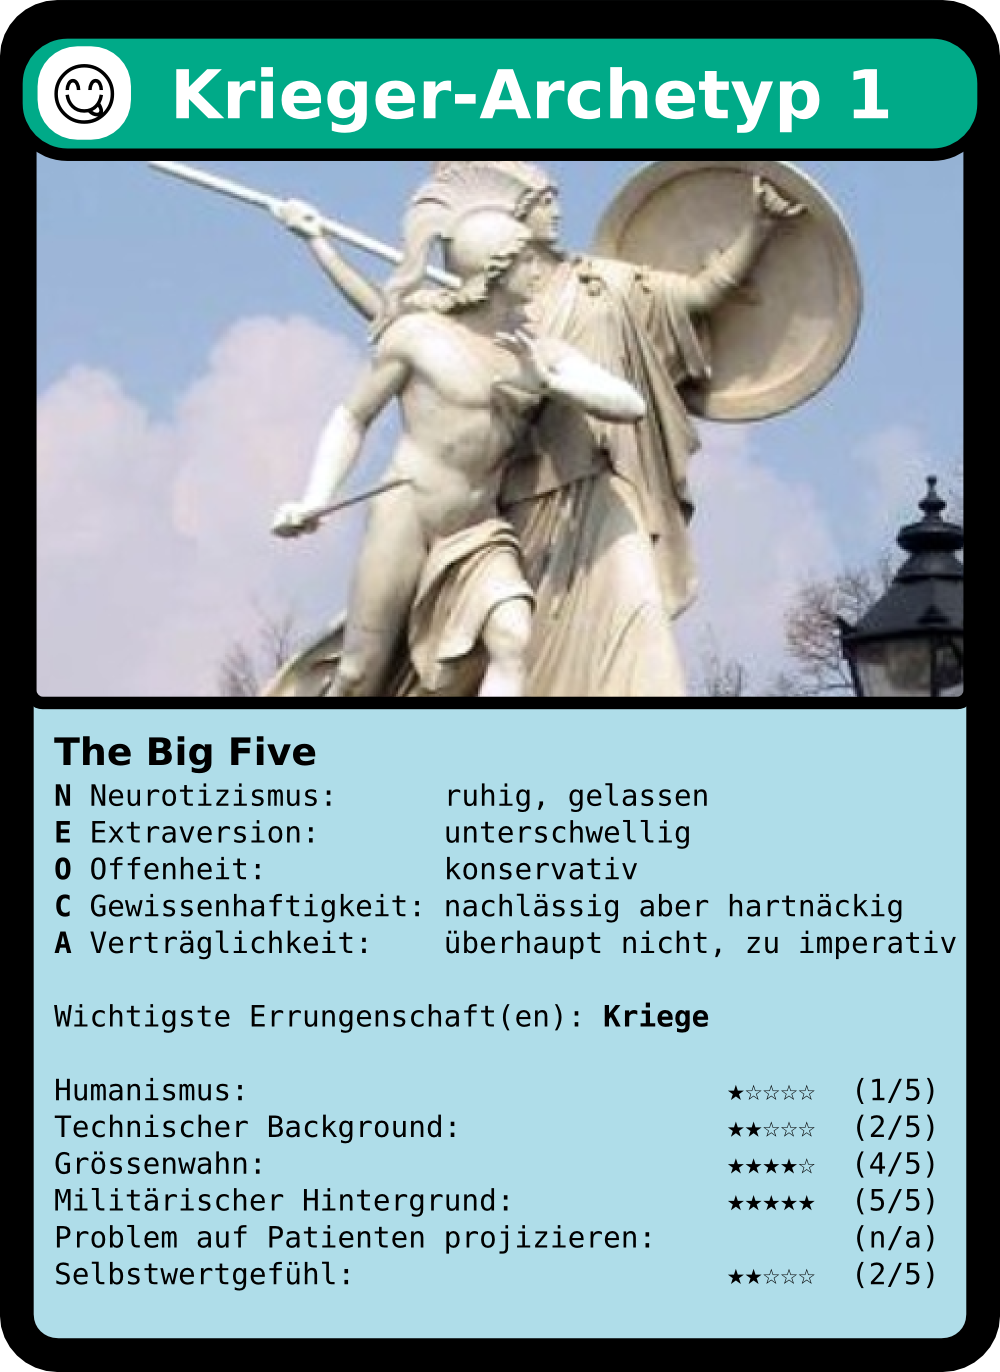 Krieger-Archetyp 1
The Big Five
N Neurotizismus: ruhig, gelassen
E Extraversion: unterschwellig
O Offenheit: konservativ
C Gewissenhaftigkeit: nachlässig aber hartnäckig
A Verträglichkeit: überhaupt nicht, zu imperativ
Wichtigste Errungenschaft(en): Kriege
Humanismus: ★☆☆☆☆ (1/5)
Technischer Background: ★★☆☆☆ (2/5)
Grössenwahn: ★★★★☆ (4/5)
Militärischer Hintergrund: ★★★★★ (5/5)
Problem auf Patienten projizieren: (n/a)
Selbstwertgefühl: ★★☆☆☆ (2/5)